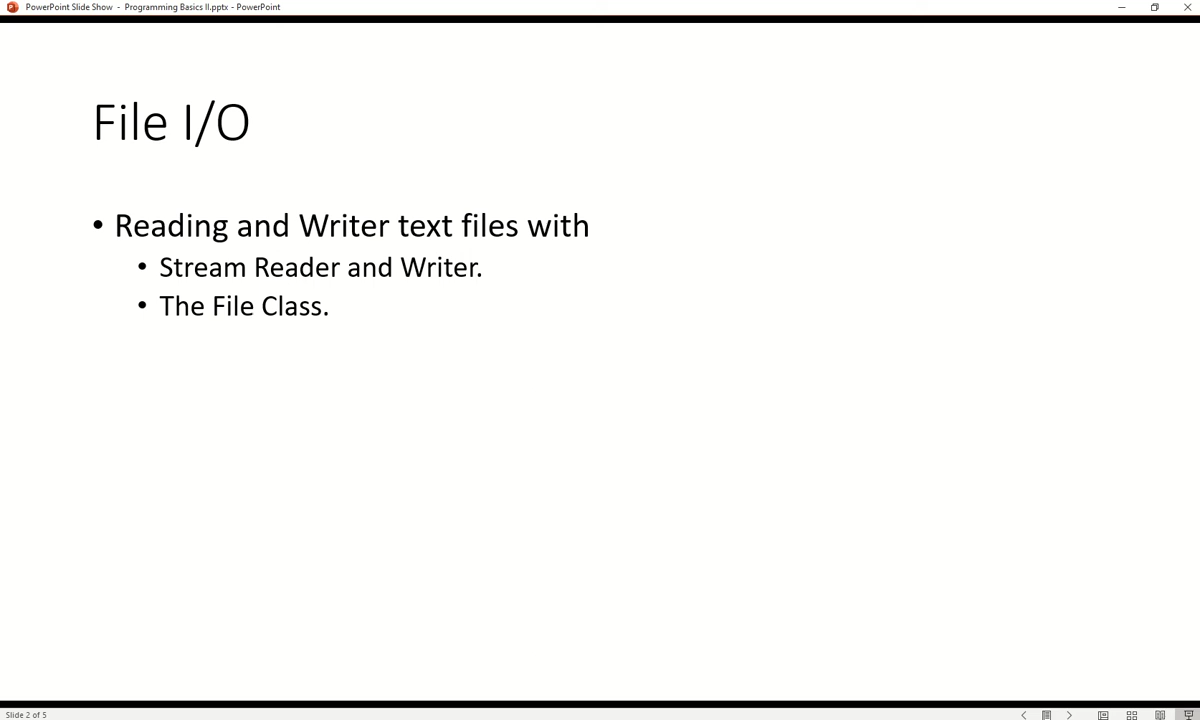 PowerPoint Slide Show - Programming Basics II.pptx - PowerPoint
File I/O
• Reading and Writer text files with
• Stream Reader and Writer.
• The File Class.
Slide 2 of 5